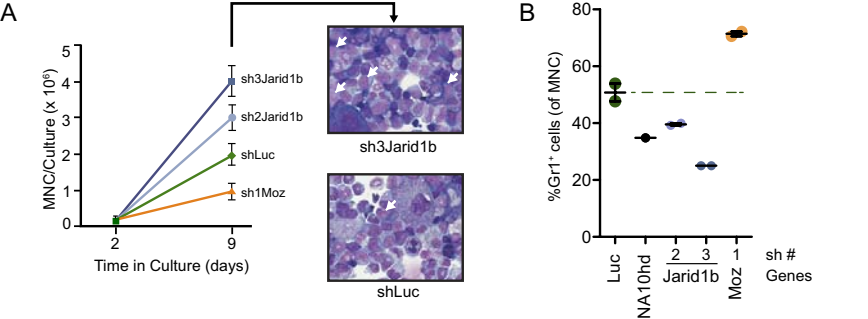 A
MNC/Culture (x 10⁶)
5
4
3
2
1
0
2
9
Time in Culture (days)
sh3Jarid1b
sh2Jarid1b
shLuc
sh1Moz
sh3Jarid1b
shLuc
B
%Gr1⁺ cells (of MNC)
80
60
40
20
0
Luc
NA10hd
2 3
Jarid1b
1
Moz
sh #
Genes